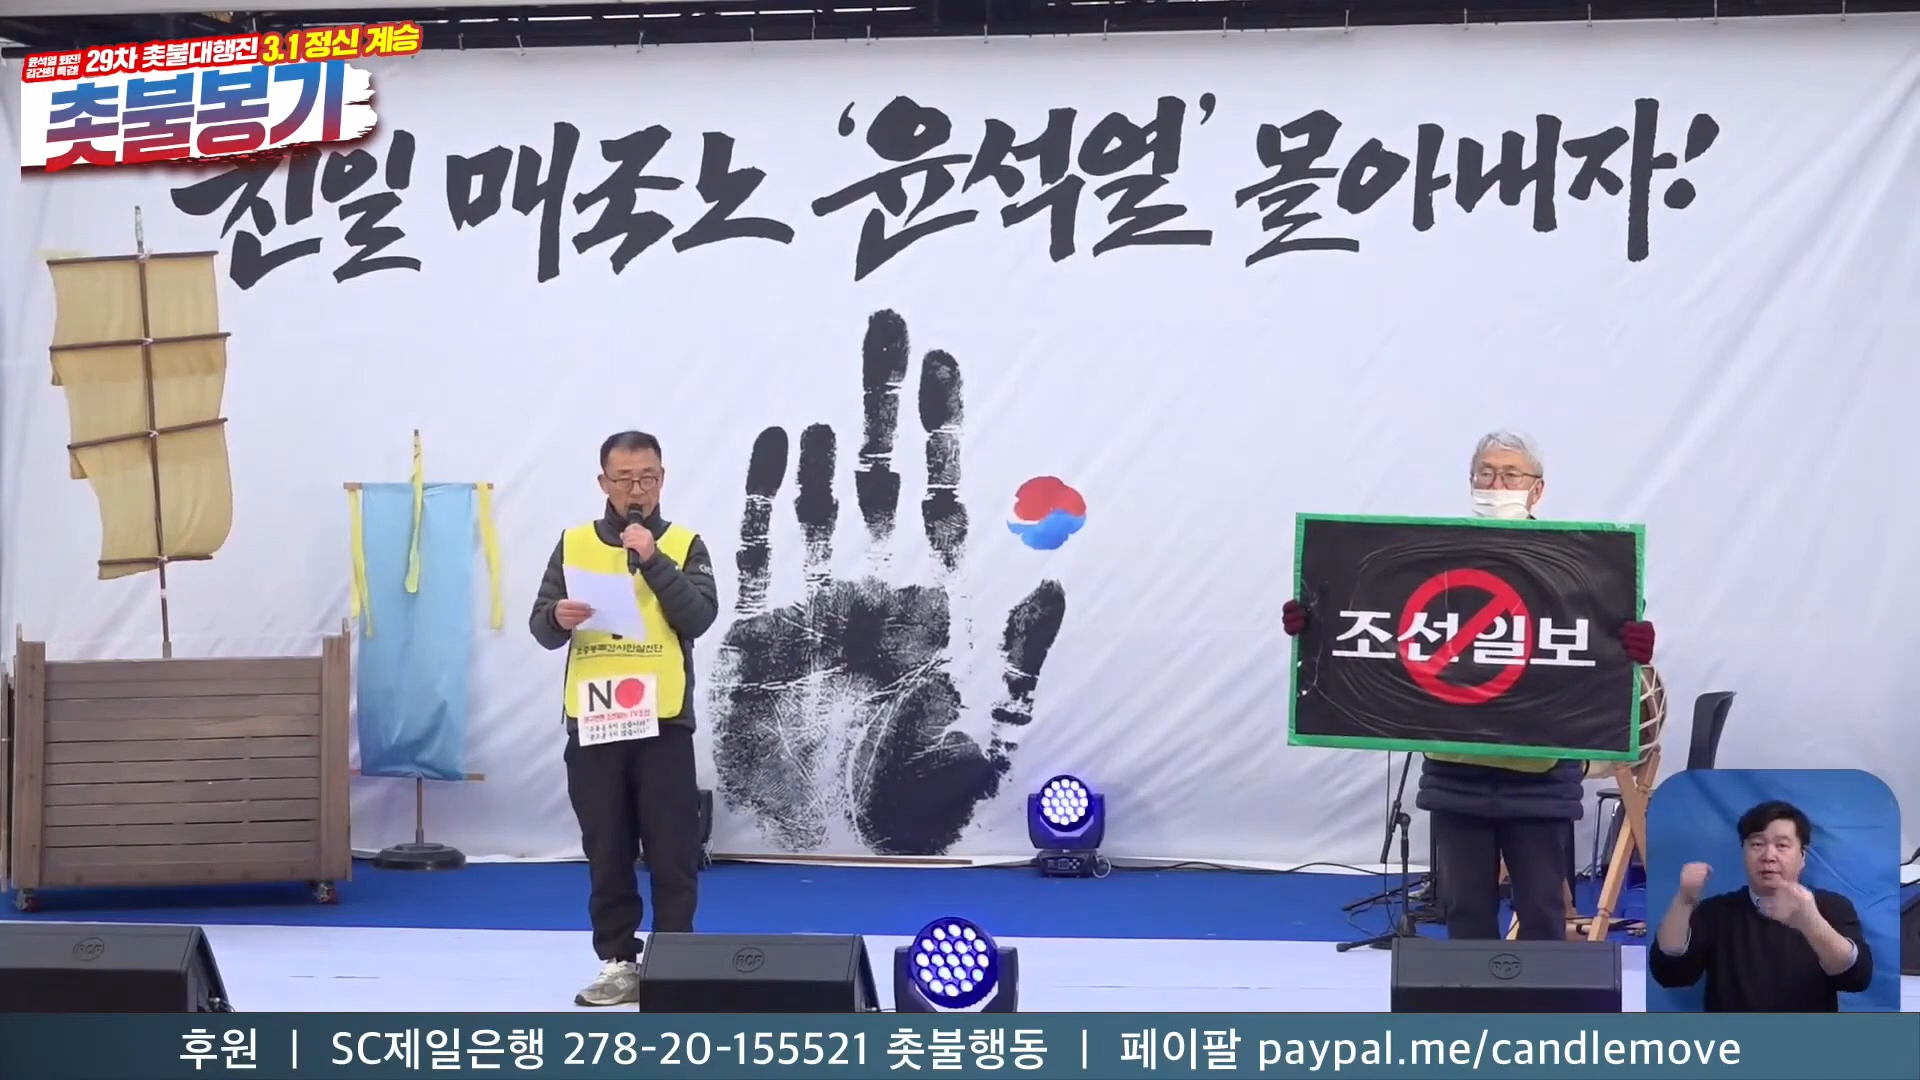 윤석열 퇴진!
김건희 특검!
29차 촛불대행진 3.1 정신 계승
촛불봉기
친일 매국노 '윤석열' 몰아내자!
조선일보
NO
RCF
RCF
RCF
후원 | SC제일은행 278-20-155521 촛불행동 | 페이팔 paypal.me/candlemove